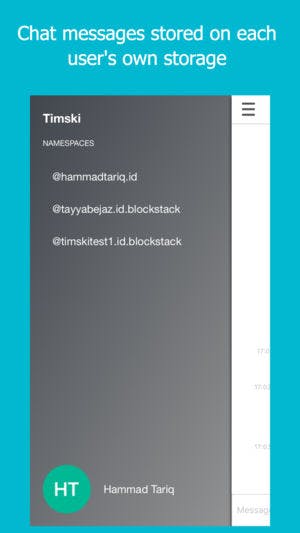 Chat messages stored on each
user's own storage
Timski
NAMESPACES
@hammadtariq.id
@tayyabejaz.id.blockstack
@timskitest1.id.blockstack
17:0
17:0
17:0
HT
Hammad Tariq
Message